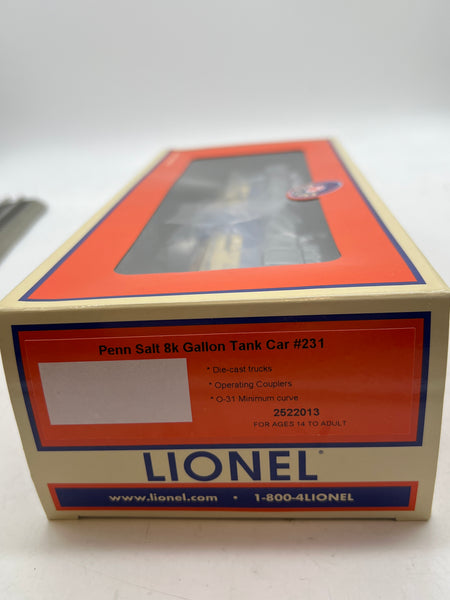 Penn Salt 8k Gallon Tank Car #231
* Die-cast trucks
* Operating Couplers
* O-31 Minimum curve
2522013
FOR AGES 14 TO ADULT
LIONEL®
www.lionel.com • 1-800-4LIONEL